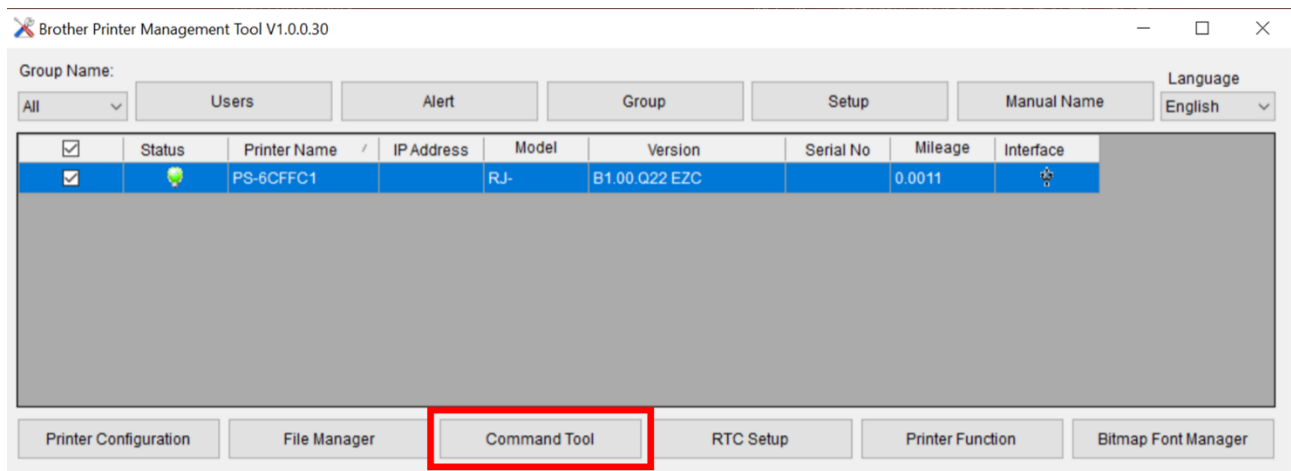 Brother Printer Management Tool V1.0.0.30
Group Name:
Language
All Users Alert Group Setup Manual Name English
Status Printer Name / IP Address Model Version Serial No Mileage Interface
PS-6CFFC1 RJ- B1.00.Q22 EZC 0.0011
Printer Configuration File Manager Command Tool RTC Setup Printer Function Bitmap Font Manager